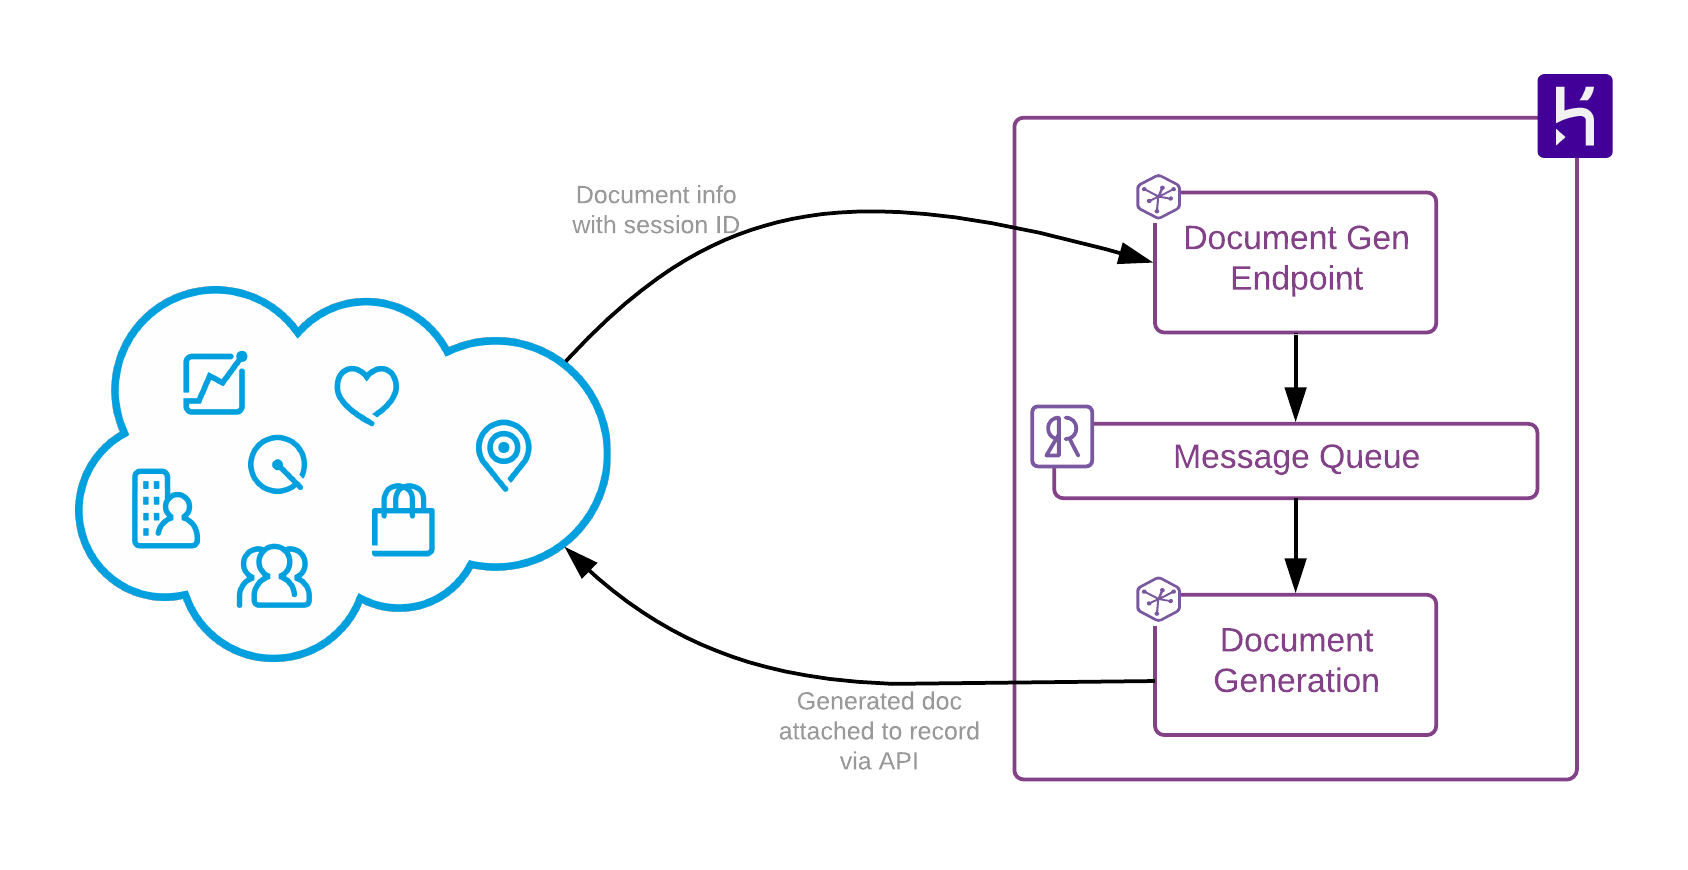 Document info
with session ID
Document Gen
Endpoint
Message Queue
Document
Generation
Generated doc
attached to record
via API